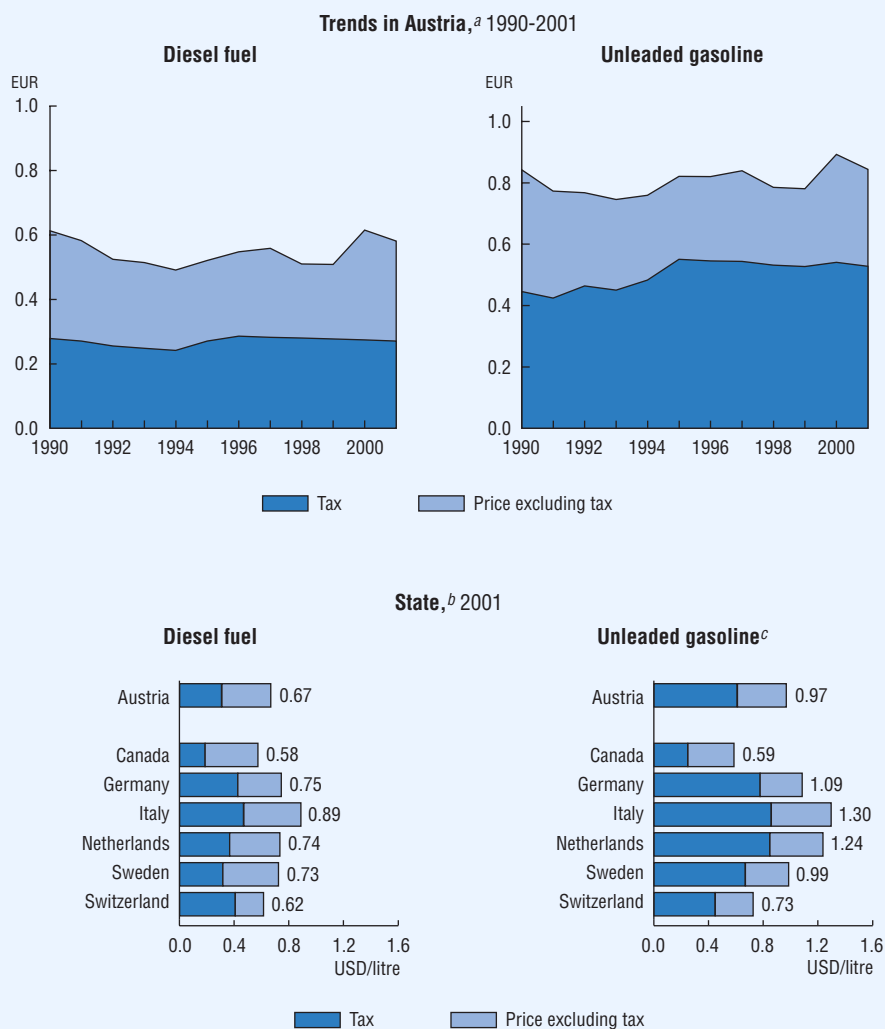 Trends in Austria,a 1990-2001
Diesel fuel
EUR
1.0
0.8
0.6
0.4
0.2
0.0
1990 1992 1994 1996 1998 2000
Unleaded gasoline
EUR
1.0
0.8
0.6
0.4
0.2
0.0
1990 1992 1994 1996 1998 2000
Tax Price excluding tax
State,b 2001
Diesel fuel
Austria 0.67
Canada 0.58
Germany 0.75
Italy 0.89
Netherlands 0.74
Sweden 0.73
Switzerland 0.62
0.0 0.4 0.8 1.2 1.6
USD/litre
Unleaded gasolinec
Austria 0.97
Canada 0.59
Germany 1.09
Italy 1.30
Netherlands 1.24
Sweden 0.99
Switzerland 0.73
0.0 0.4 0.8 1.2 1.6
USD/litre
Tax Price excluding tax